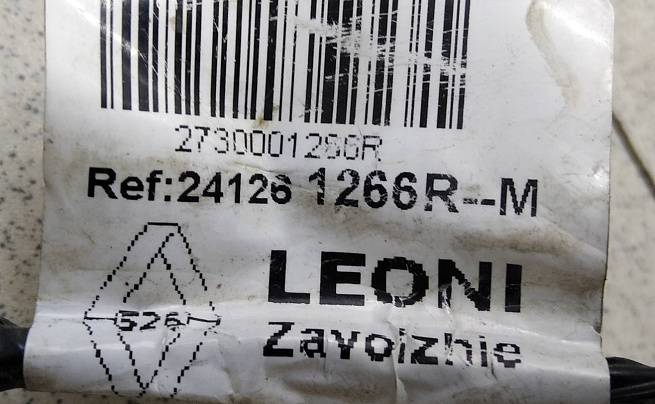 2730001266R
Ref:24126 1266R--M
LEONI
526
Zavolzhie